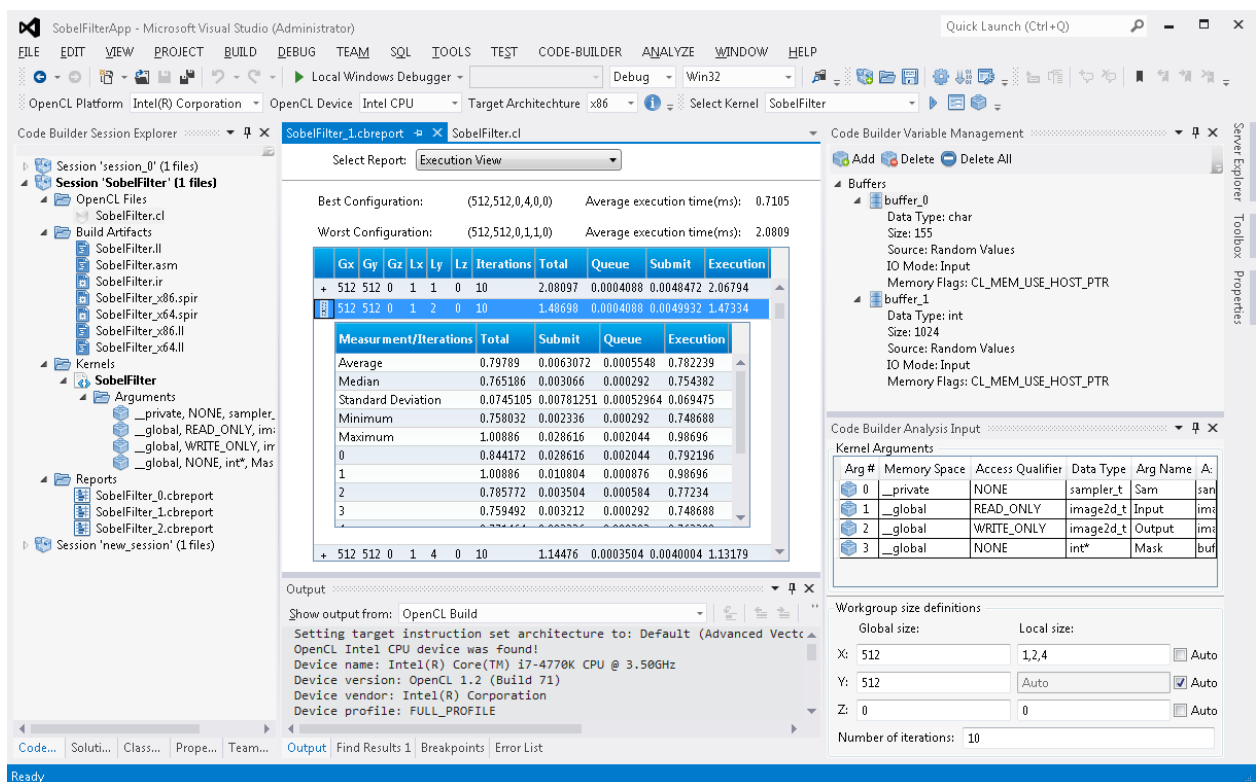 SobelFilterApp - Microsoft Visual Studio (Administrator)
Quick Launch (Ctrl+Q)
FILE EDIT VIEW PROJECT BUILD DEBUG TEAM SQL TOOLS TEST CODE-BUILDER ANALYZE WINDOW HELP
Local Windows Debugger Debug Win32
OpenCL Platform Intel(R) Corporation OpenCL Device Intel CPU Target Architechture x86 Select Kernel SobelFilter
Code Builder Session Explorer
Session 'session_0' (1 files)
Session 'SobelFilter' (1 files)
OpenCL Files
SobelFilter.cl
Build Artifacts
SobelFilter.ll
SobelFilter.asm
SobelFilter.ir
SobelFilter_x86.spir
SobelFilter_x64.spir
SobelFilter_x86.ll
SobelFilter_x64.ll
Kernels
SobelFilter
Arguments
__private, NONE, sampler_
__global, READ_ONLY, ima
__global, WRITE_ONLY, im
__global, NONE, int*, Mas
Reports
SobelFilter_0.cbreport
SobelFilter_1.cbreport
SobelFilter_2.cbreport
Session 'new_session' (1 files)
Code... Soluti... Class... Prope... Team...
SobelFilter_1.cbreport SobelFilter.cl
Select Report: Execution View
Best Configuration: (512,512,0,4,0,0) Average execution time(ms): 0.7105
Worst Configuration: (512,512,0,1,1,0) Average execution time(ms): 2.0809
Gx Gy Gz Lx Ly Lz Iterations Total Queue Submit Execution
+ 512 512 0 1 1 0 10 2.08097 0.0004088 0.0048472 2.06794
512 512 0 1 2 0 10 1.48698 0.0004088 0.0049932 1.47334
Measurment/Iterations Total Submit Queue Execution
Average 0.79789 0.0063072 0.0005548 0.782239
Median 0.765186 0.003066 0.000292 0.754382
Standard Deviation 0.0745105 0.00781251 0.00052964 0.069475
Minimum 0.758032 0.002336 0.000292 0.748688
Maximum 1.00886 0.028616 0.002044 0.98696
0 0.844172 0.028616 0.002044 0.792196
1 1.00886 0.010804 0.000876 0.98696
2 0.785772 0.003504 0.000584 0.77234
3 0.759492 0.003212 0.000292 0.748688
+ 512 512 0 1 4 0 10 1.14476 0.0003504 0.0040004 1.13179
Output
Show output from: OpenCL Build
Setting target instruction set architecture to: Default (Advanced Vecto
OpenCL Intel CPU device was found!
Device name: Intel(R) Core(TM) i7-4770K CPU @ 3.50GHz
Device version: OpenCL 1.2 (Build 71)
Device vendor: Intel(R) Corporation
Device profile: FULL_PROFILE
Output Find Results 1 Breakpoints Error List
Code Builder Variable Management
Add Delete Delete All
Buffers
buffer_0
Data Type: char
Size: 155
Source: Random Values
IO Mode: Input
Memory Flags: CL_MEM_USE_HOST_PTR
buffer_1
Data Type: int
Size: 1024
Source: Random Values
IO Mode: Input
Memory Flags: CL_MEM_USE_HOST_PTR
Code Builder Analysis Input
Kernel Arguments
Arg # Memory Space Access Qualifier Data Type Arg Name A:
0 __private NONE sampler_t Sam san
1 __global READ_ONLY image2d_t Input ima
2 __global WRITE_ONLY image2d_t Output ima
3 __global NONE int* Mask buf
Workgroup size definitions
Global size: Local size:
X: 512 1,2,4 Auto
Y: 512 Auto Auto
Z: 0 0 Auto
Number of iterations: 10
Server Explorer
Toolbox
Properties
Ready